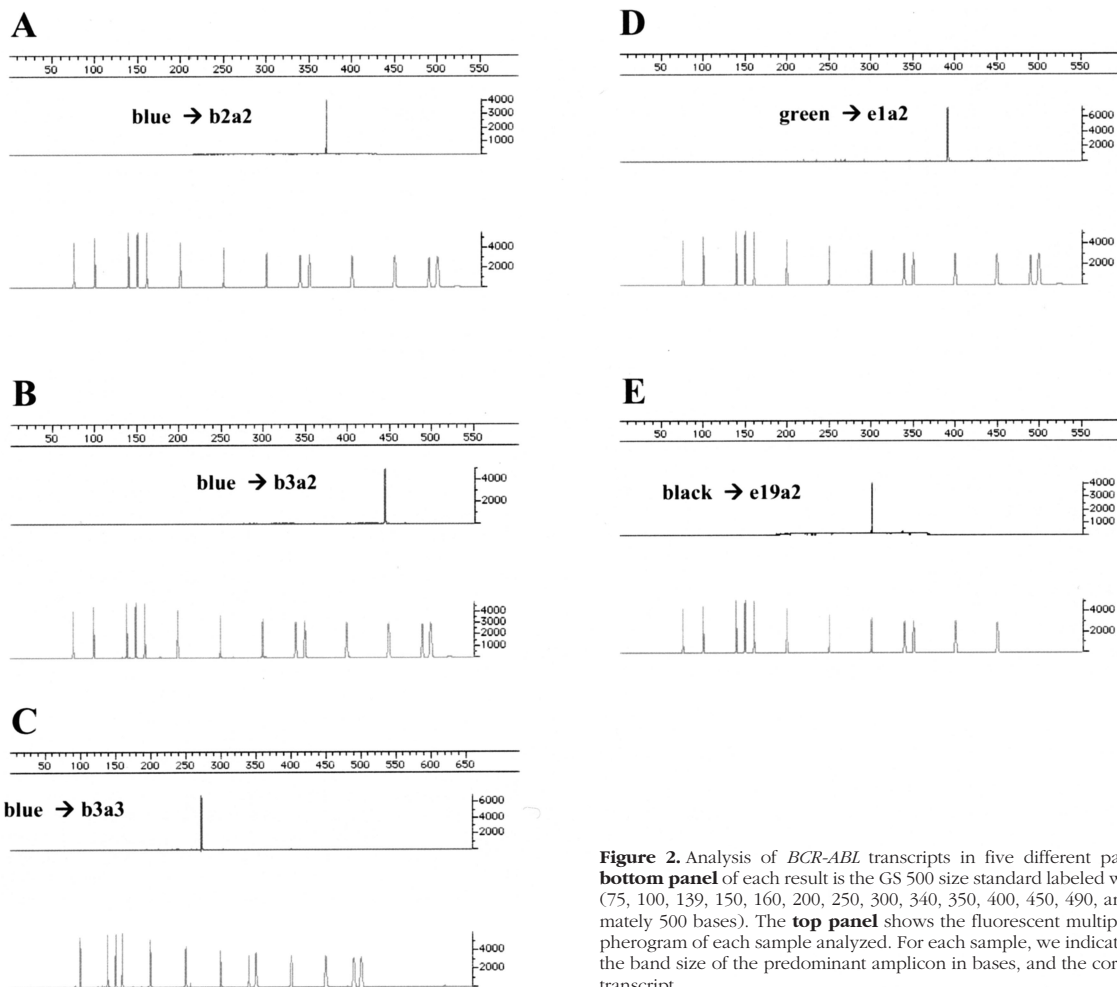 A
50 100 150 200 250 300 350 400 450 500 550
4000
3000
2000
1000
blue → b2a2
4000
2000
B
50 100 150 200 250 300 350 400 450 500 550
4000
2000
blue → b3a2
4000
3000
2000
1000
C
50 100 150 200 250 300 350 400 450 500 550 600 650
6000
4000
2000
blue → b3a3
4000
2000
D
50 100 150 200 250 300 350 400 450 500 550
6000
4000
2000
green → e1a2
4000
2000
E
50 100 150 200 250 300 350 400 450 500 550
4000
3000
2000
1000
black → e19a2
4000
2000
Figure 2. Analysis of BCR-ABL transcripts in five different pa
bottom panel of each result is the GS 500 size standard labeled w
(75, 100, 139, 150, 160, 200, 250, 300, 340, 350, 400, 450, 490, an
mately 500 bases). The top panel shows the fluorescent multip
pherogram of each sample analyzed. For each sample, we indicat
the band size of the predominant amplicon in bases, and the cor
transcript.